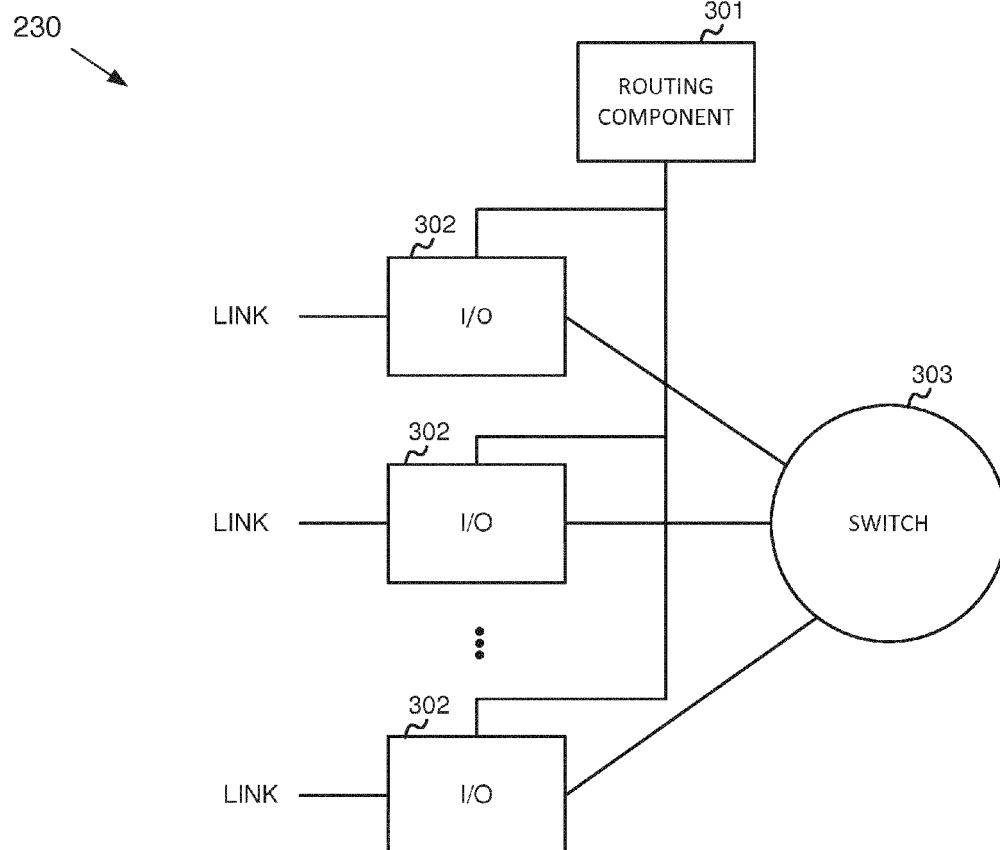 230
301
ROUTING
COMPONENT
302
LINK
I/O
303
302
LINK
I/O
SWITCH
302
LINK
I/O